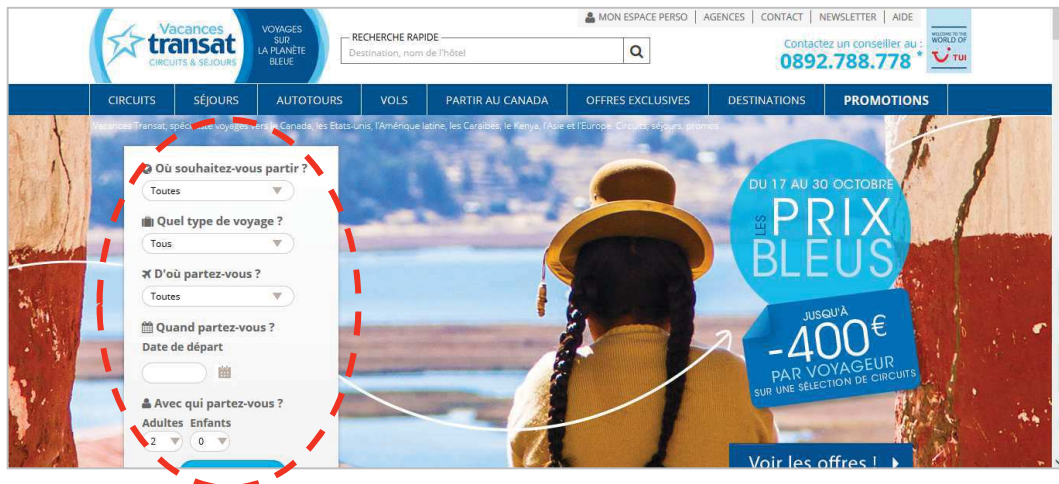 MON ESPACE PERSO | AGENCES | CONTACT | NEWSLETTER | AIDE
Vacances
transat
CIRCUITS & SÉJOURS
VOYAGES
SUR
LA PLANÈTE
BLEUE
RECHERCHE RAPIDE
Destination, nom de l'hôtel
Contactez un conseiller au :
0892.788.778 *
WELCOME TO THE
WORLD OF
TUI
CIRCUITS SÉJOURS AUTOTOURS VOLS PARTIR AU CANADA OFFRES EXCLUSIVES DESTINATIONS PROMOTIONS
Vacances Transat, spécialiste voyages vers le Canada, les Etats-unis, l'Amérique latine, les Caraïbes, le Kenya, l'Asie et l'Europe. Circuits, séjours, promos
Où souhaitez-vous partir ?
Toutes
Quel type de voyage ?
Tous
D'où partez-vous ?
Toutes
Quand partez-vous ?
Date de départ
Avec qui partez-vous ?
Adultes Enfants
2 0
DU 17 AU 30 OCTOBRE
LES PRIX
BLEUS
JUSQU'À
-400€
PAR VOYAGEUR
SUR UNE SÉLECTION DE CIRCUITS
Voir les offres !